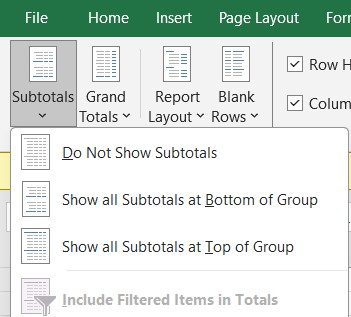 File Home Insert Page Layout Form
Subtotals Grand Totals Report Layout Blank Rows
Row H
Colum
Do Not Show Subtotals
Show all Subtotals at Bottom of Group
Show all Subtotals at Top of Group
Include Filtered Items in Totals